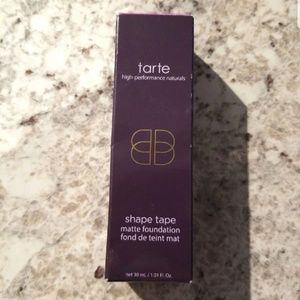 tarte
high·performance naturals
shape tape
matte foundation
fond de teint mat
net 30 mL / 1.01 Fl. Oz.